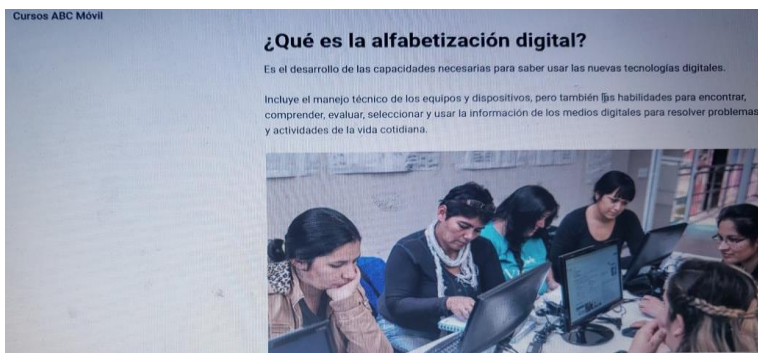 Cursos ABC Móvil
¿Qué es la alfabetización digital?
Es el desarrollo de las capacidades necesarias para saber usar las nuevas tecnologías digitales.
Incluye el manejo técnico de los equipos y dispositivos, pero también las habilidades para encontrar,
comprender, evaluar, seleccionar y usar la información de los medios digitales para resolver problemas
y actividades de la vida cotidiana.